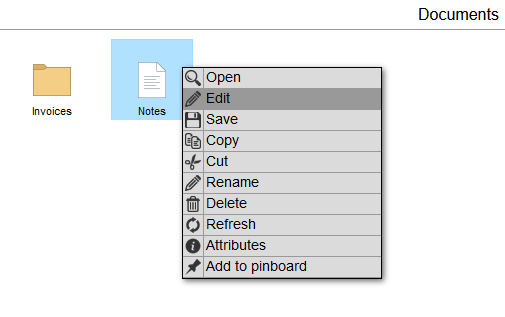 Documents
Invoices
Notes
Open
Edit
Save
Copy
Cut
Rename
Delete
Refresh
Attributes
Add to pinboard